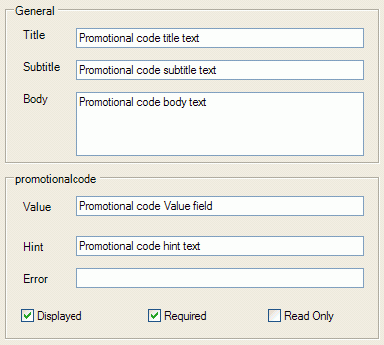 General
Title Promotional code title text
Subtitle Promotional code subtitle text
Body Promotional code body text
promotionalcode
Value Promotional code Value field
Hint Promotional code hint text
Error
Displayed Required Read Only